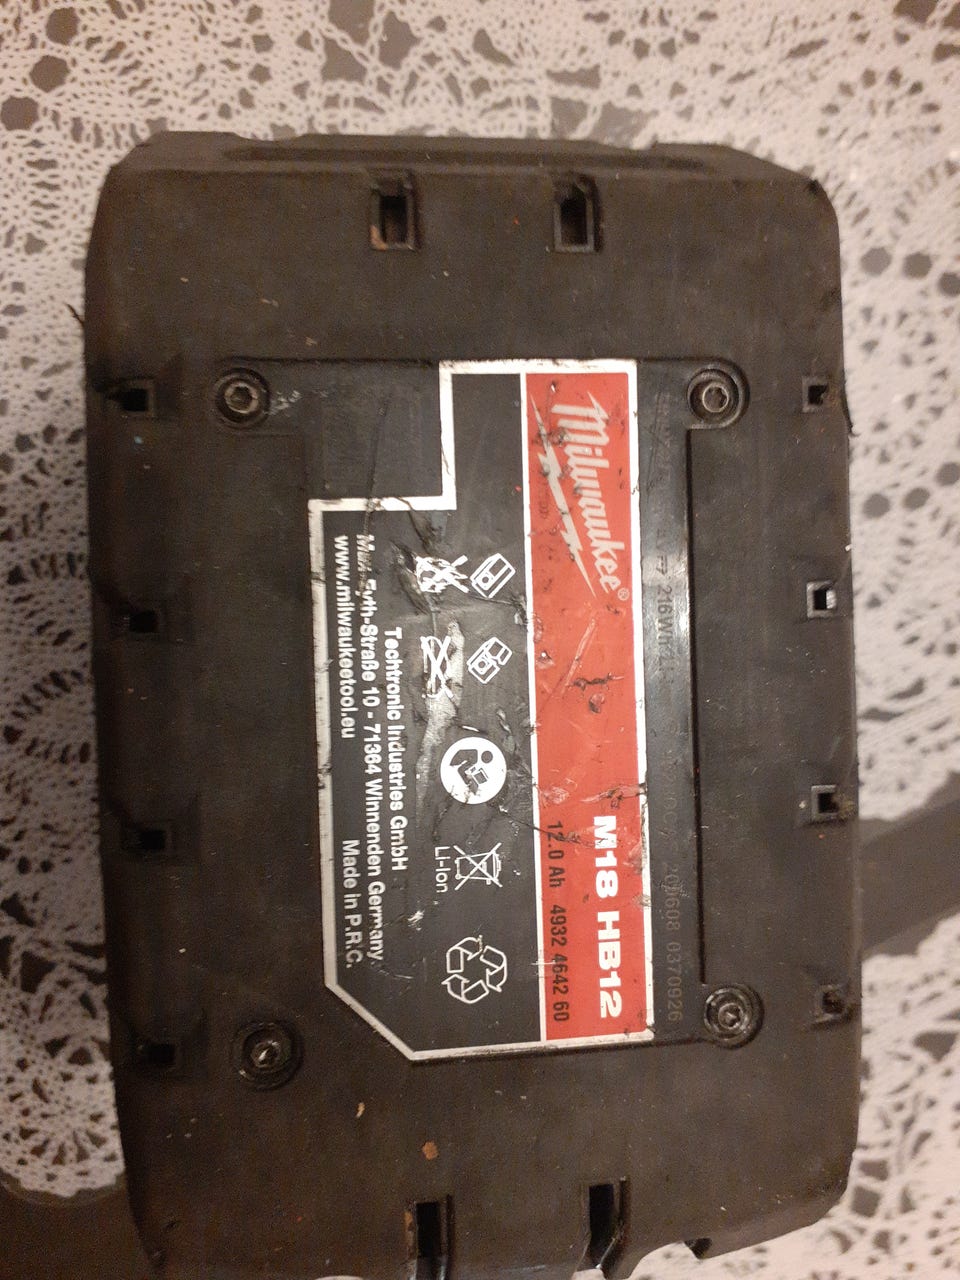 216Wh
200608 0370926
Milwaukee®
M18 HB12
12.0 Ah 4932 4642 60
Li-Ion
Techtronic Industries GmbH
Max-Eyth-Straße 10 - 71364 Winnenden Germany
www.milwaukeetool.eu Made in P.R.C.